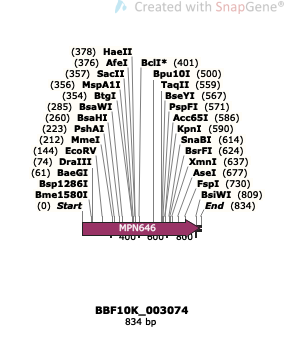 Created with SnapGene®
(378) HaeII
(376) AfeI BclI* (401)
(357) SacII Bpu10I (500)
(356) MspA1I TaqII (559)
(354) BtgI BseYI (567)
(285) BsaWI PspFI (571)
(260) BsaHI Acc65I (586)
(223) PshAI KpnI (590)
(212) MmeI SnaBI (614)
(144) EcoRV BsrFI (624)
(74) DraIII XmnI (637)
(61) BaeGI AseI (677)
Bsp1286I FspI (730)
Bme1580I BsiWI (809)
(0) Start End (834)
MPN646
400 600 800
BBF10K_003074
834 bp